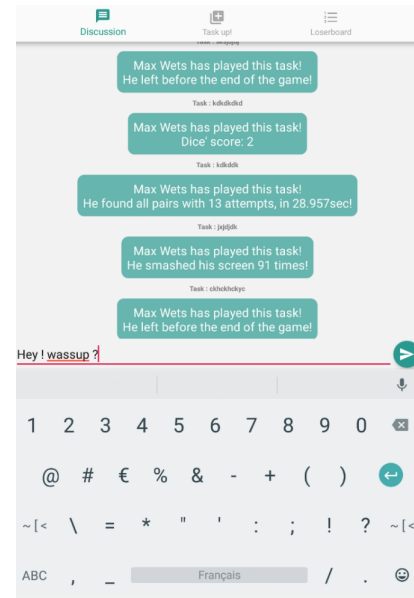 Discussion
Task up!
Loserboard
Max Wets has played this task!
He left before the end of the game!
Task : kdkdkdkd
Max Wets has played this task!
Dice' score: 2
Task : kdkddk
Max Wets has played this task!
He found all pairs with 13 attempts, in 28.957sec!
Task : jsjdjdk
Max Wets has played this task!
He smashed his screen 91 times!
Task : ckhckhckyc
Max Wets has played this task!
He left before the end of the game!
Hey ! wassup ?
1 2 3 4 5 6 7 8 9 0
@ # € % & - + ( )
~ [ < \ = * " ' : ; ! ? ~ [ <
ABC , _ Français / .